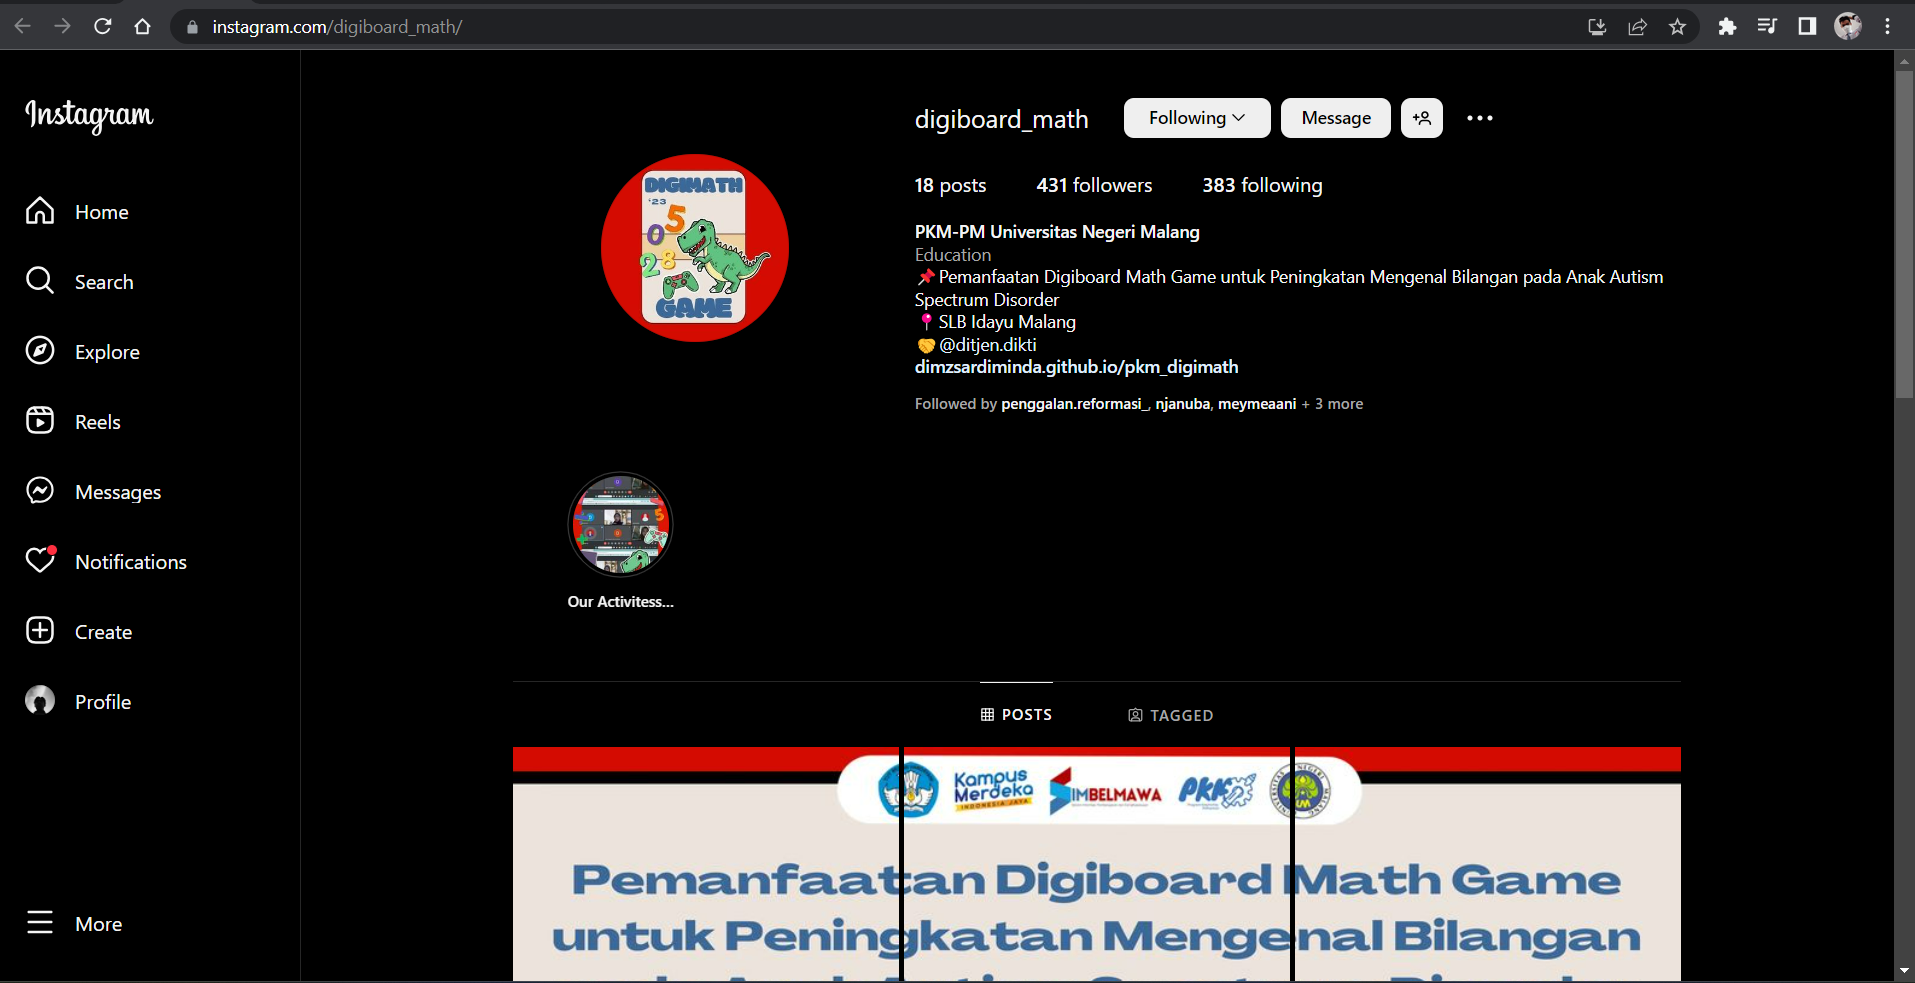 instagram.com/digiboard_math/
Instagram
Home
Search
Explore
Reels
Messages
Notifications
Create
Profile
More
digiboard_math
Following
Message
18 posts
431 followers
383 following
PKM-PM Universitas Negeri Malang
Education
📌Pemanfaatan Digiboard Math Game untuk Peningkatan Mengenal Bilangan pada Anak Autism
Spectrum Disorder
📍SLB Idayu Malang
🤝@ditjen.dikti
dimzsardiminda.github.io/pkm_digimath
Followed by penggalan.reformasi_, njanuba, meymeaani + 3 more
DIGIMATH
'23
5
0
2
8
GAME
Our Activitess...
POSTS
TAGGED
Kampus
Merdeka
INDONESIA JAYA
SIMBELMAWA
PKM
Pemanfaatan Digiboard Math Game
untuk Peningkatan Mengenal Bilangan